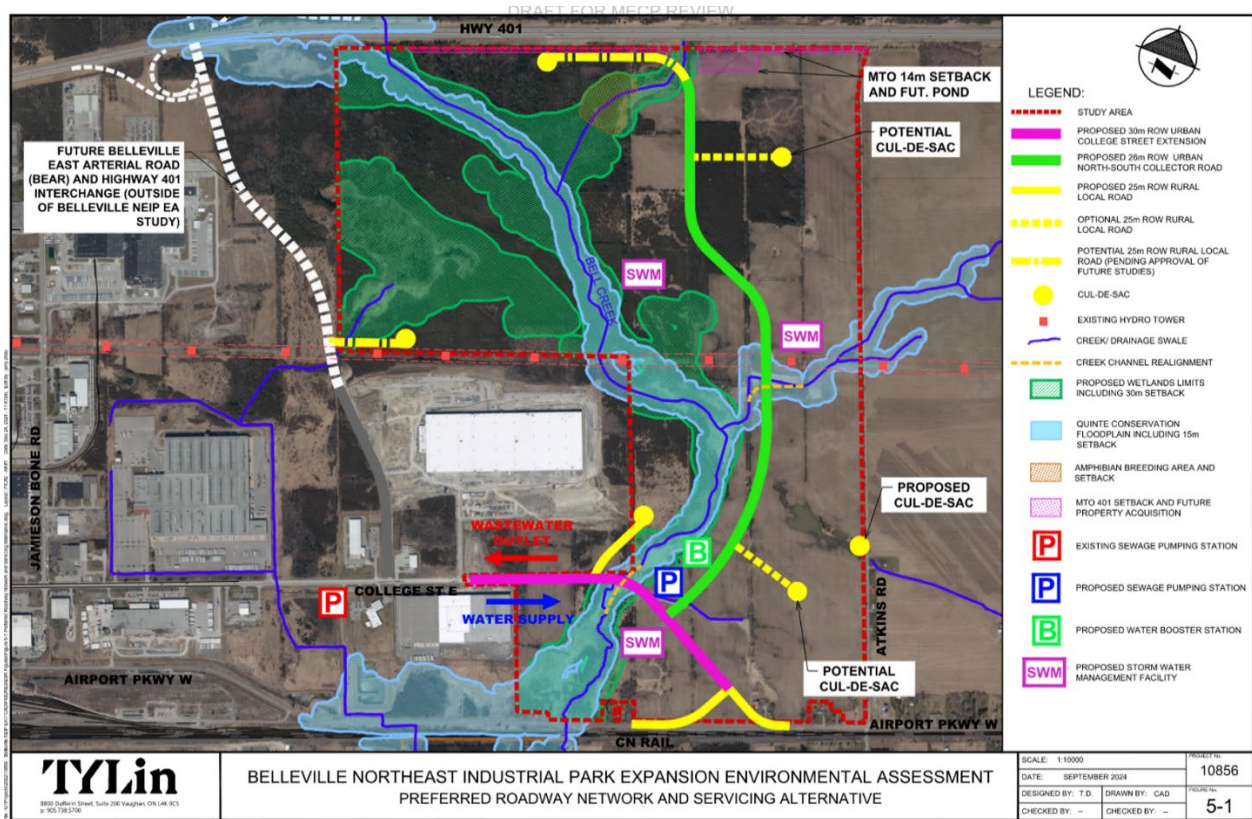 DRAFT FOR MECP REVIEW
HWY 401
MTO 14m SETBACK
AND FUT. POND
POTENTIAL
CUL-DE-SAC
FUTURE BELLEVILLE
EAST ARTERIAL ROAD
(BEAR) AND HIGHWAY 401
INTERCHANGE (OUTSIDE
OF BELLEVILLE NEIP EA
STUDY)
BELL CREEK
SWM
SWM
JAMIESON BONE RD
PROPOSED
CUL-DE-SAC
WASTEWATER
OUTLET
B
P
P
COLLEGE ST E
WATER SUPPLY
SWM
ATKINS RD
POTENTIAL
CUL-DE-SAC
AIRPORT PKWY W
AIRPORT PKWY W
CN RAIL
LEGEND:
STUDY AREA
PROPOSED 30m ROW URBAN
COLLEGE STREET EXTENSION
PROPOSED 26m ROW URBAN
NORTH-SOUTH COLLECTOR ROAD
PROPOSED 25m ROW RURAL
LOCAL ROAD
OPTIONAL 25m ROW RURAL
LOCAL ROAD
POTENTIAL 25m ROW RURAL LOCAL
ROAD (PENDING APPROVAL OF
FUTURE STUDIES)
CUL-DE-SAC
EXISTING HYDRO TOWER
CREEK/ DRAINAGE SWALE
CREEK CHANNEL REALIGNMENT
PROPOSED WETLANDS LIMITS
INCLUDING 30m SETBACK
QUINTE CONSERVATION
FLOODPLAIN INCLUDING 15m
SETBACK
AMPHIBIAN BREEDING AREA AND
SETBACK
MTO 401 SETBACK AND FUTURE
PROPERTY ACQUISITION
P EXISTING SEWAGE PUMPING STATION
P PROPOSED SEWAGE PUMPING STATION
B PROPOSED WATER BOOSTER STATION
SWM PROPOSED STORM WATER
MANAGEMENT FACILITY
TYLin
8800 Dufferin Street, Suite 200 Vaughan, ON L4K 0C5
p: 905.738.5700
BELLEVILLE NORTHEAST INDUSTRIAL PARK EXPANSION ENVIRONMENTAL ASSESSMENT
PREFERRED ROADWAY NETWORK AND SERVICING ALTERNATIVE
SCALE: 1:10000
DATE: SEPTEMBER 2024
DESIGNED BY: T.D. DRAWN BY: CAD
CHECKED BY: -- CHECKED BY: --
PROJECT No.
10856
FIGURE No.
5-1